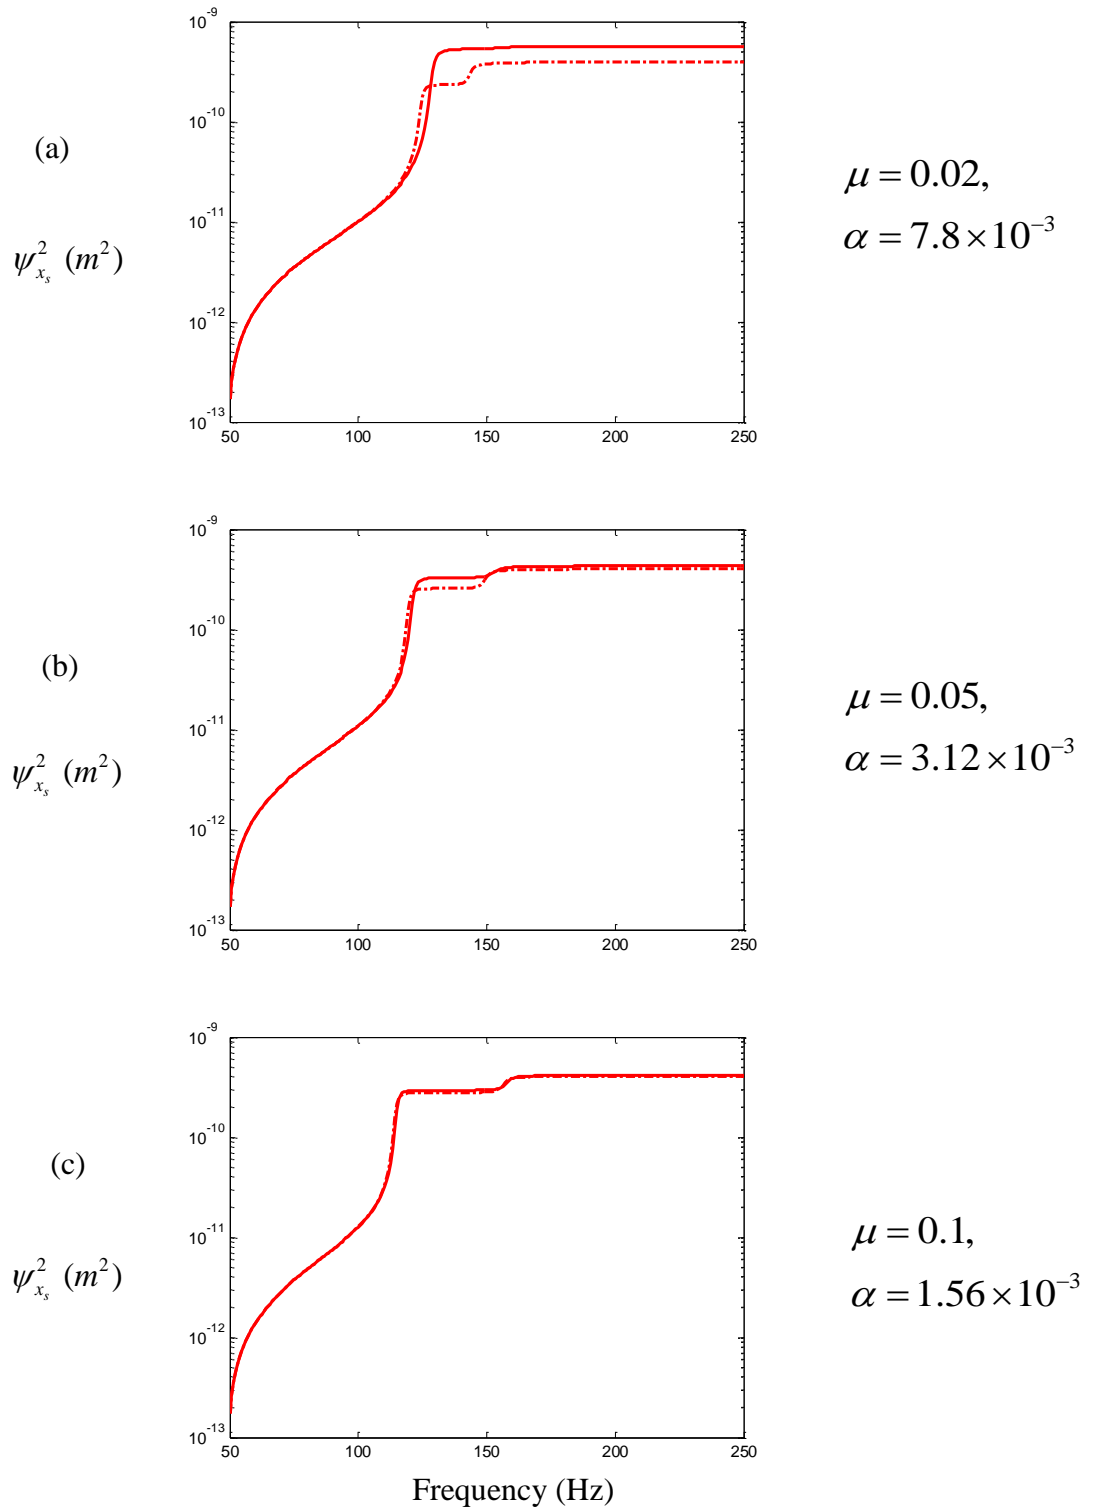 10⁻⁹
10⁻¹⁰
(a)
10⁻¹¹
μ = 0.02,
α = 7.8×10⁻³
ψ²ₓₛ (m²)
10⁻¹²
10⁻¹³
50 100 150 200 250
10⁻⁹
10⁻¹⁰
(b)
10⁻¹¹
μ = 0.05,
α = 3.12×10⁻³
ψ²ₓₛ (m²)
10⁻¹²
10⁻¹³
50 100 150 200 250
10⁻⁹
10⁻¹⁰
(c)
10⁻¹¹
μ = 0.1,
α = 1.56×10⁻³
ψ²ₓₛ (m²)
10⁻¹²
10⁻¹³
50 100 150 200 250
Frequency (Hz)